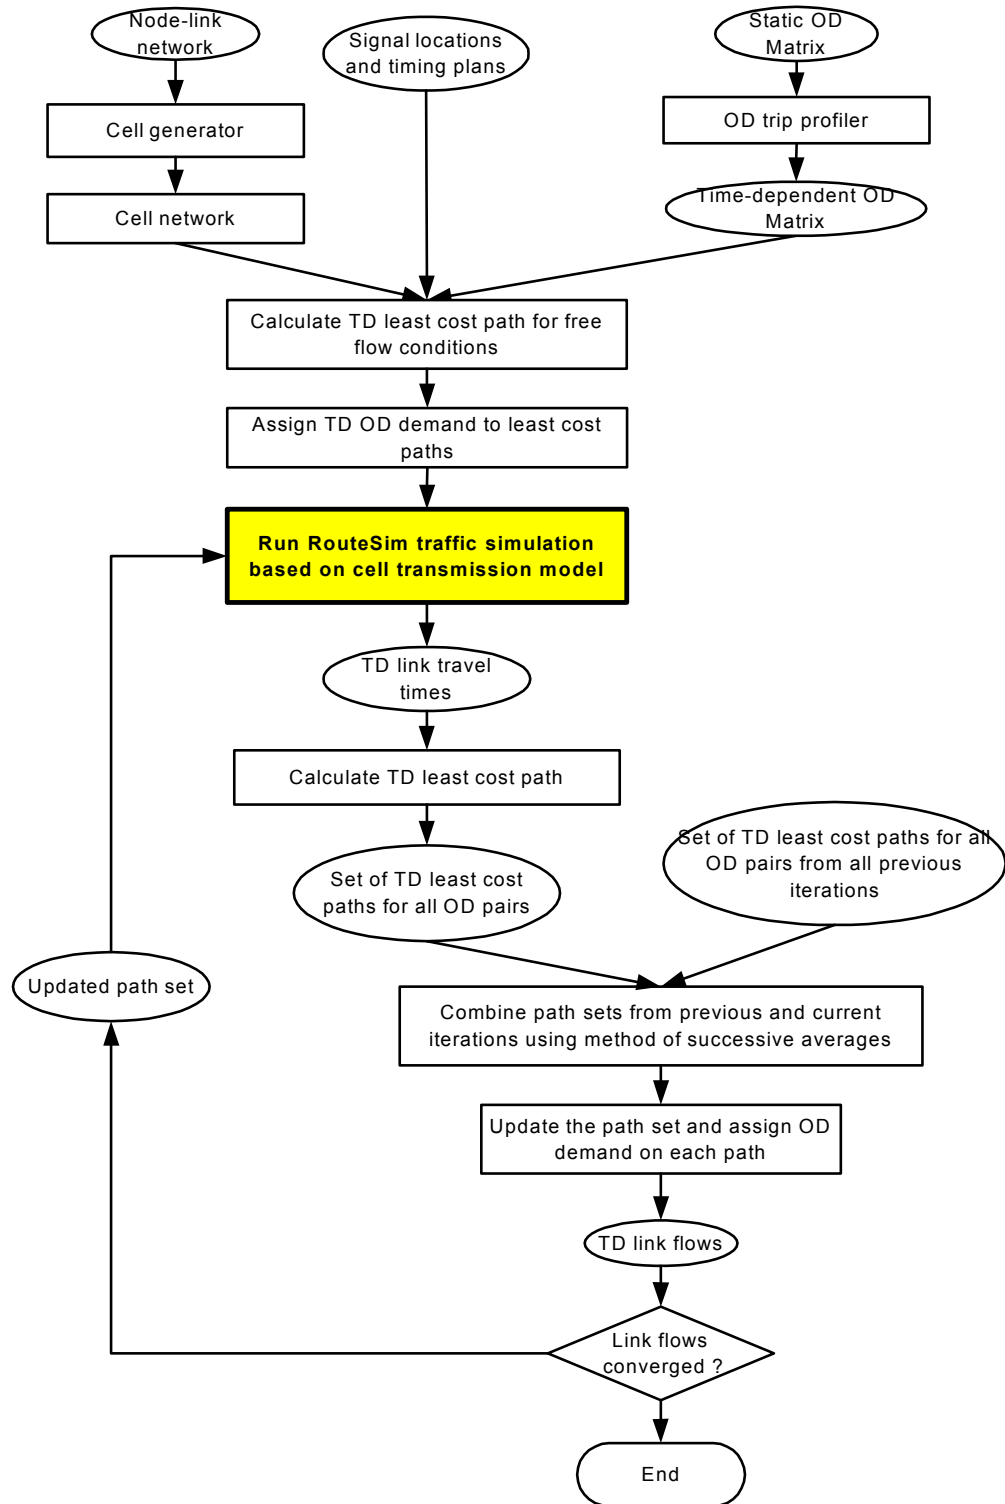 Node-link
network
Signal locations
and timing plans
Static OD
Matrix
Cell generator
OD trip profiler
Cell network
Time-dependent OD
Matrix
Calculate TD least cost path for free
flow conditions
Assign TD OD demand to least cost
paths
Run RouteSim traffic simulation
based on cell transmission model
TD link travel
times
Calculate TD least cost path
Set of TD least cost
paths for all OD pairs
Set of TD least cost paths for all
OD pairs from all previous
iterations
Updated path set
Combine path sets from previous and current
iterations using method of successive averages
Update the path set and assign OD
demand on each path
TD link flows
Link flows
converged ?
End